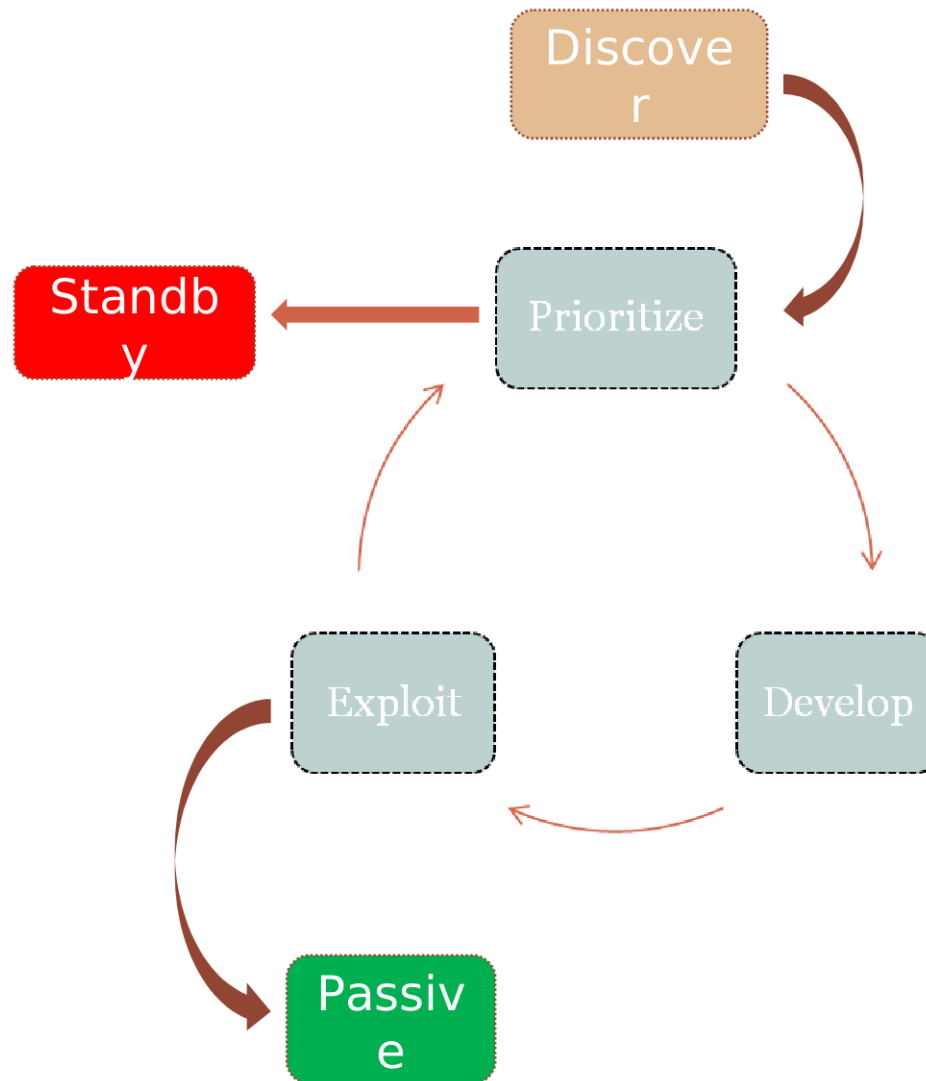 Discove
r
Standb
y
Prioritize
Exploit
Develop
Passiv
e